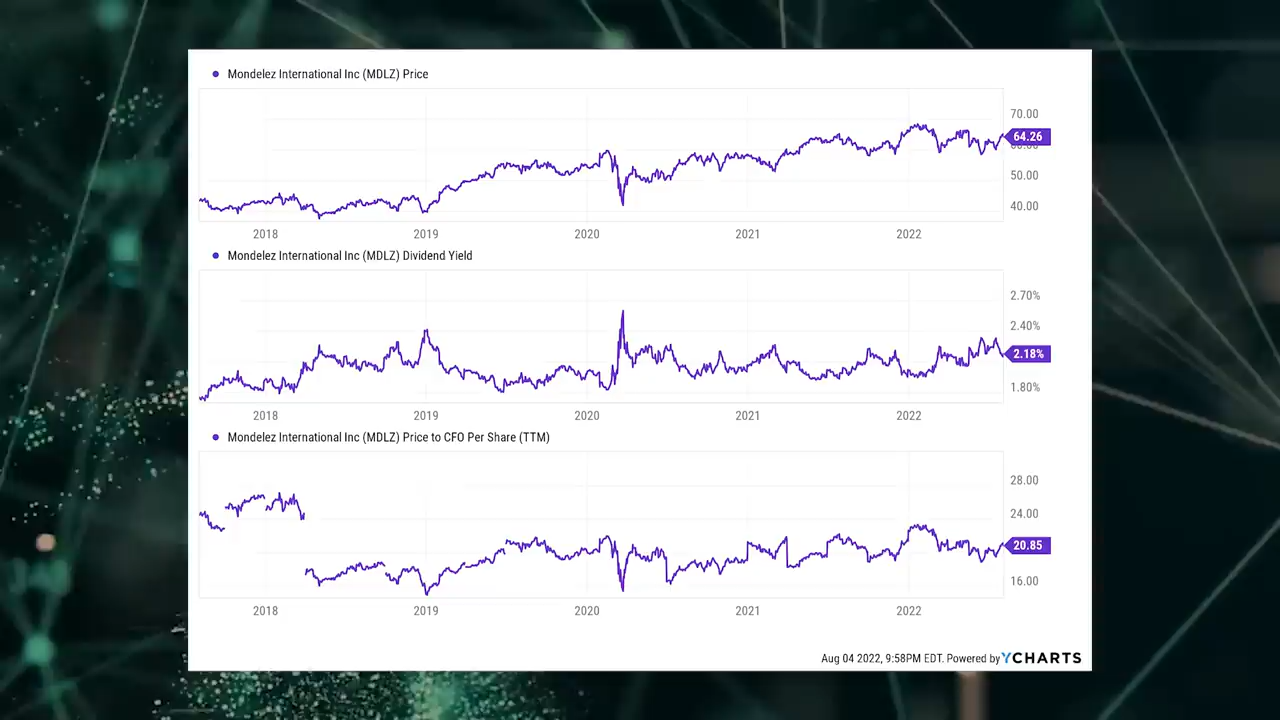 Mondelez International Inc (MDLZ) Price
70.00
64.26
60.00
50.00
40.00
2018 2019 2020 2021 2022
Mondelez International Inc (MDLZ) Dividend Yield
2.70%
2.40%
2.18%
1.80%
2018 2019 2020 2021 2022
Mondelez International Inc (MDLZ) Price to CFO Per Share (TTM)
28.00
24.00
20.85
16.00
2018 2019 2020 2021 2022
Aug 04 2022, 9:58PM EDT. Powered by YCHARTS